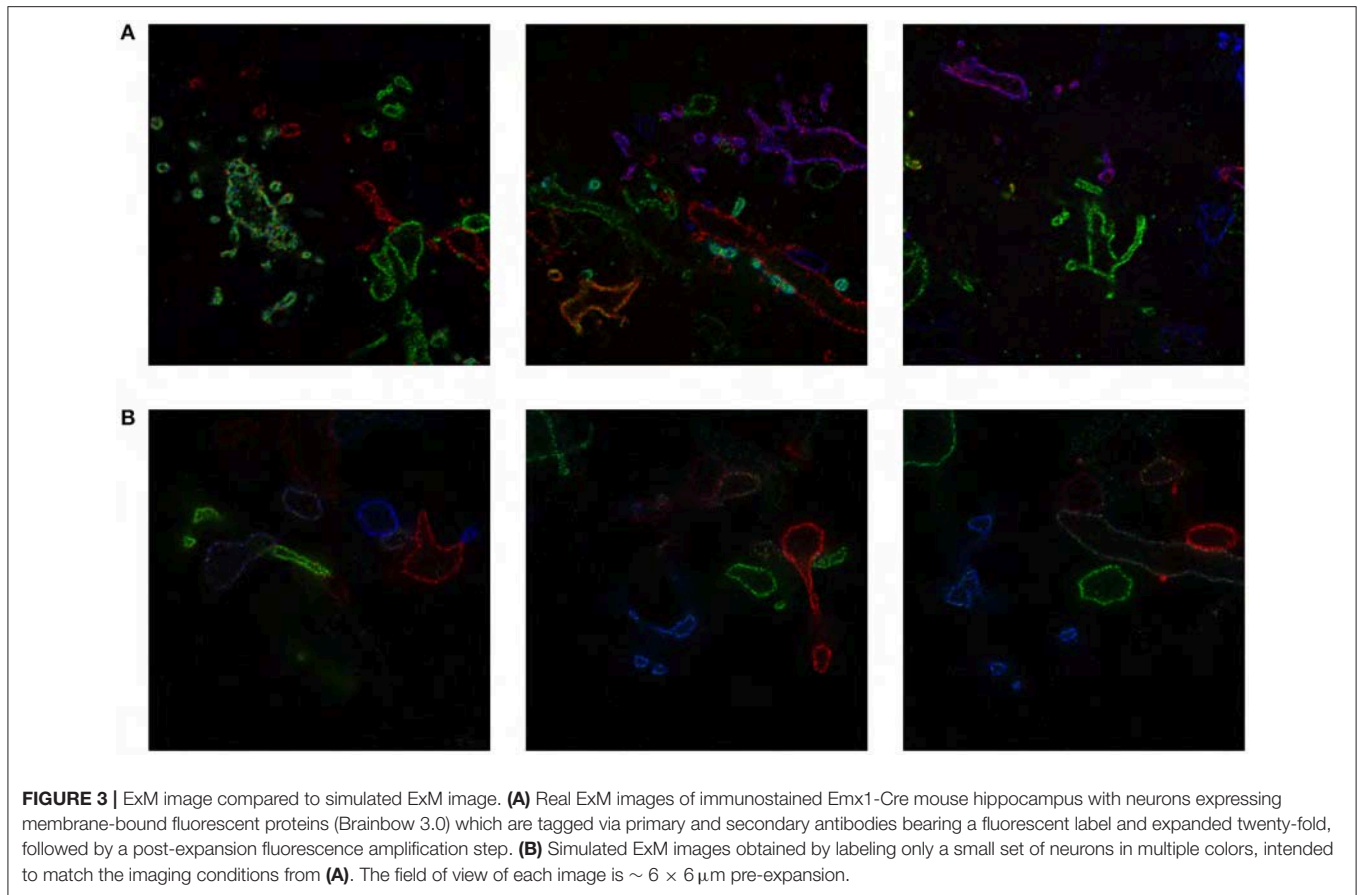 A
B
FIGURE 3 | ExM image compared to simulated ExM image. (A) Real ExM images of immunostained Emx1-Cre mouse hippocampus with neurons expressing
membrane-bound fluorescent proteins (Brainbow 3.0) which are tagged via primary and secondary antibodies bearing a fluorescent label and expanded twenty-fold,
followed by a post-expansion fluorescence amplification step. (B) Simulated ExM images obtained by labeling only a small set of neurons in multiple colors, intended
to match the imaging conditions from (A). The field of view of each image is ∼ 6 × 6 μm pre-expansion.